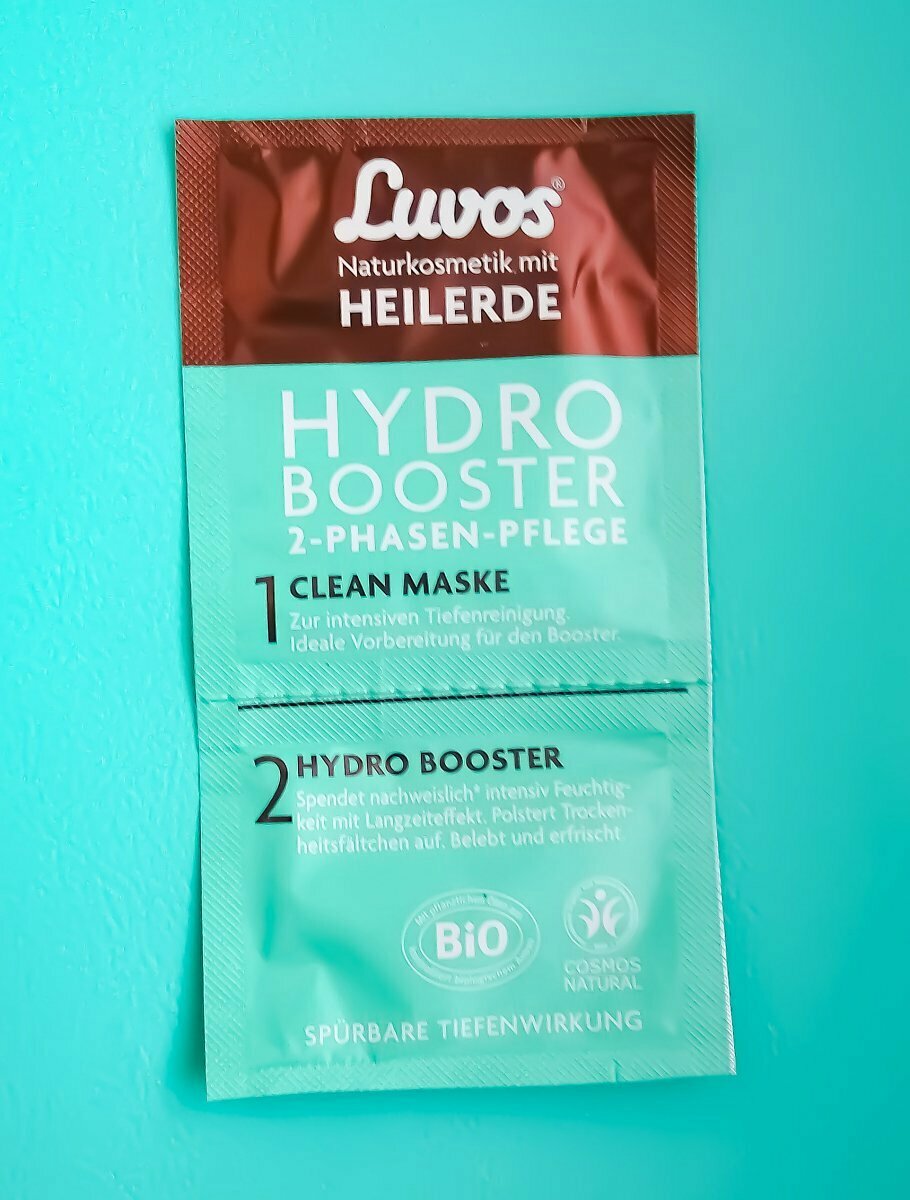 Luvos®
Naturkosmetik mit
HEILERDE
HYDRO
BOOSTER
2-PHASEN-PFLEGE
1 CLEAN MASKE
Zur intensiven Tiefenreinigung.
Ideale Vorbereitung für den Booster.
2 HYDRO BOOSTER
Spendet nachweislich* intensiv Feuchtig-
keit mit Langzeiteffekt. Polstert Trocken-
heitsfältchen auf. Belebt und erfrischt.
Mit pflanzlichen
BiO
COSMOS
NATURAL
SPÜRBARE TIEFENWIRKUNG